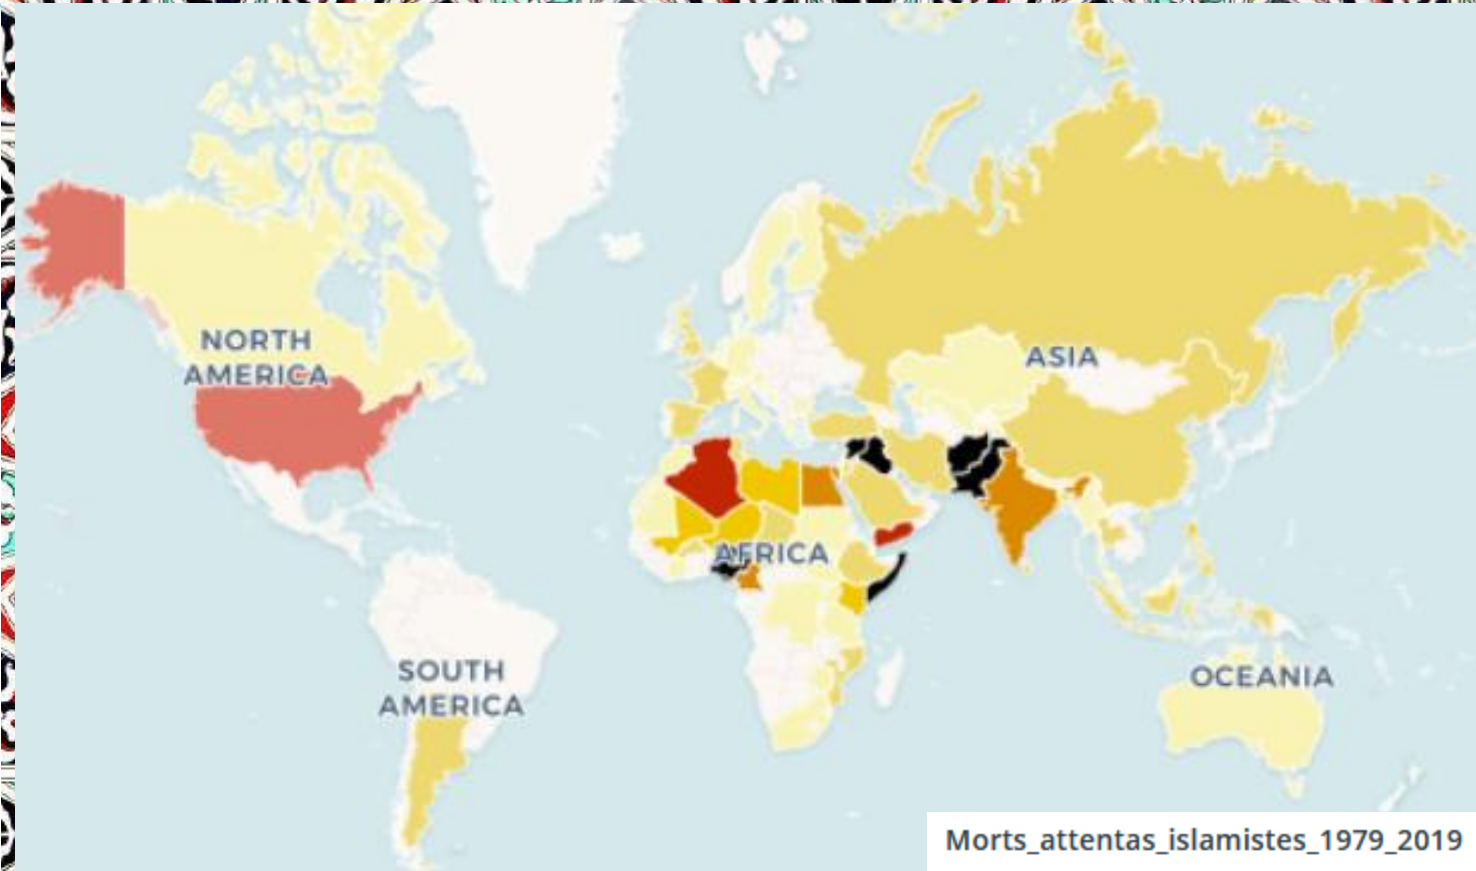 NORTH
AMERICA
ASIA
AFRICA
SOUTH
AMERICA
OCEANIA
Morts_attentas_islamistes_1979_2019